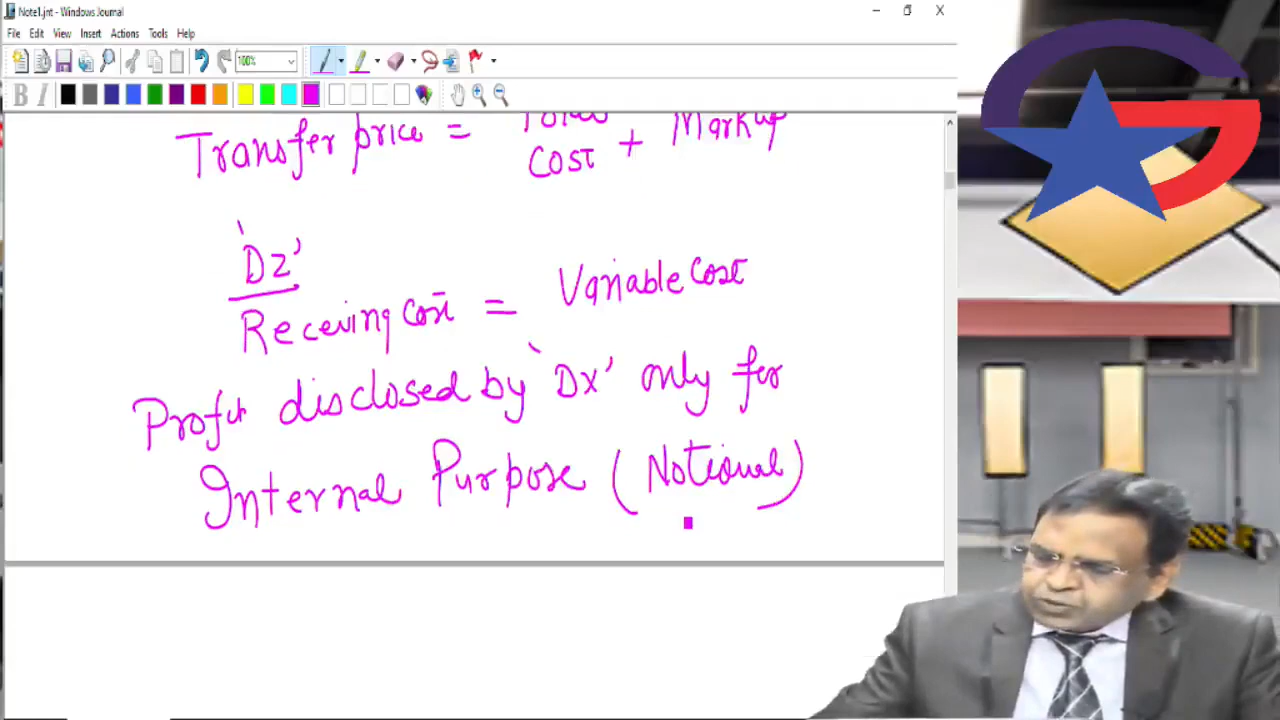 Note1.jnt - Windows Journal
File Edit View Insert Actions Tools Help
100%
B I
Transfer price = Cost + Markup
'Dz'
Receiving cost = Variable cost
Profit disclosed by 'Dx' only for
Internal Purpose (Notional)